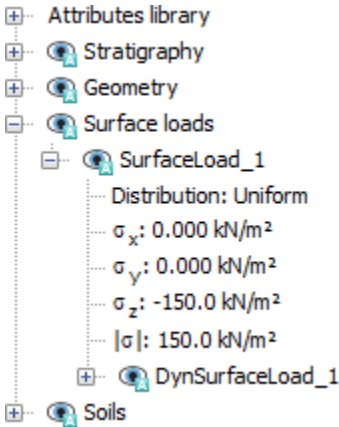 Attributes library
Stratigraphy
Geometry
Surface loads
SurfaceLoad_1
Distribution: Uniform
σx: 0.000 kN/m²
σy: 0.000 kN/m²
σz: -150.0 kN/m²
|σ|: 150.0 kN/m²
DynSurfaceLoad_1
Soils